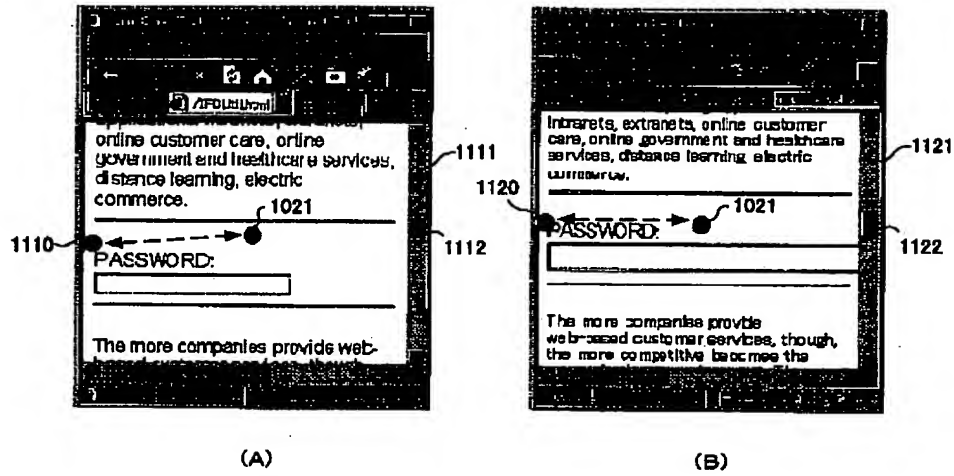 online customer care, online
government and healthcare services,
distance learning, electric
commerce.
1111
1021
1110
1112
PASSWORD:
The more companies provide web-
(A)
Intranets, extranets, online customer
care, online government and healthcare
services, distance learning, electric
commerce.
1121
1120
1021
PASSWORD:
1122
The more companies provide
web-based customer services, though,
the more competitive becomes the
(B)